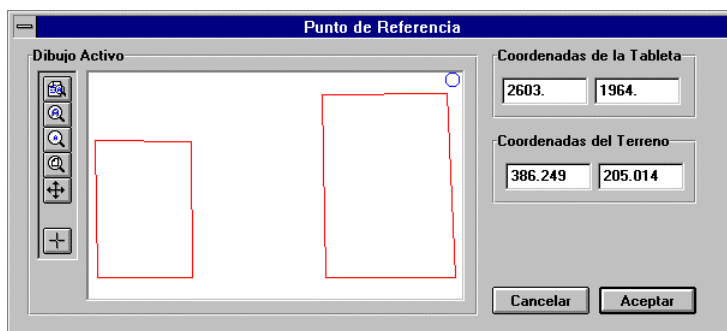 Punto de Referencia
Dibujo Activo
Coordenadas de la Tableta
2603. 1964.
Coordenadas del Terreno
386.249 205.014
Cancelar Aceptar